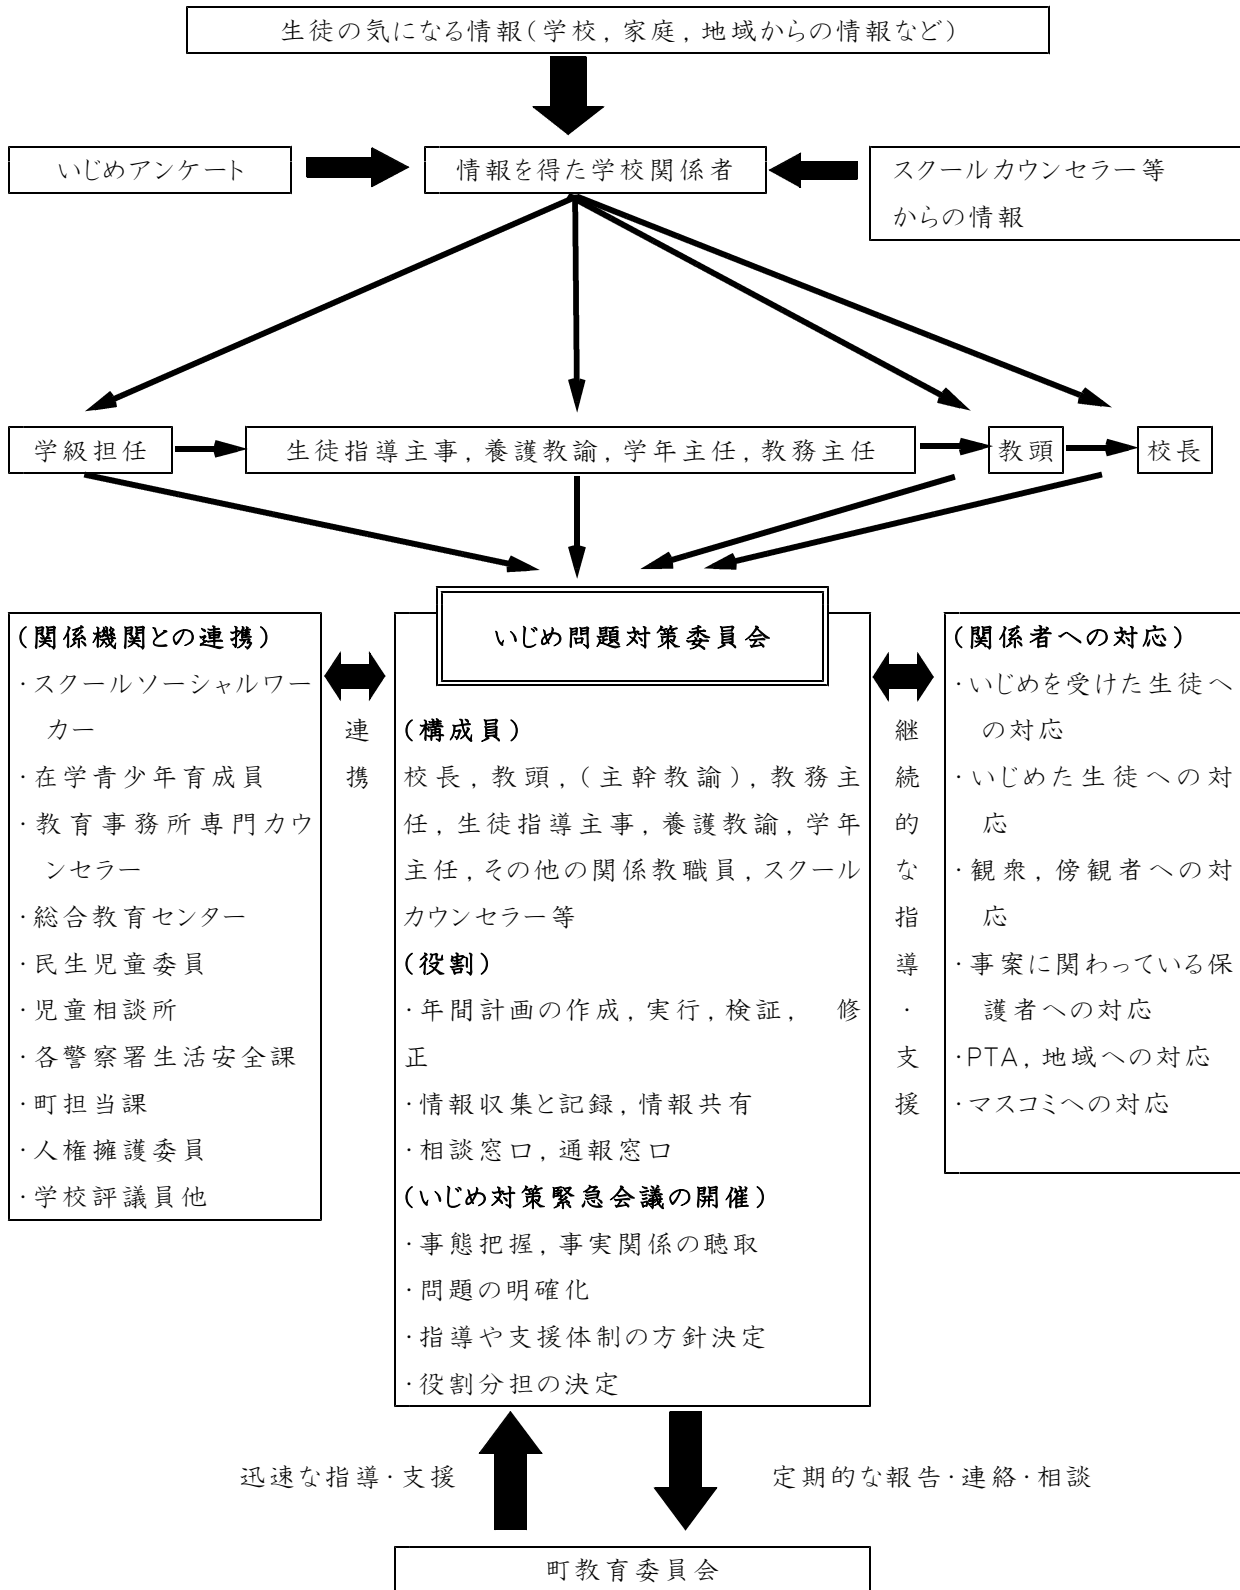 生徒の気になる情報(学校,家庭,地域からの情報など)
いじめアンケート
情報を得た学校関係者
スクールカウンセラー等
からの情報
学級担任
生徒指導主事,養護教諭,学年主任,教務主任
教頭
校長
(関係機関との連携)
・スクールソーシャルワー
カー
・在学青少年育成員
・教育事務所専門カウ
ンセラー
・総合教育センター
・民生児童委員
・児童相談所
・各警察署生活安全課
・町担当課
・人権擁護委員
・学校評議員他
連携
いじめ問題対策委員会
(構成員)
校長,教頭,(主幹教諭),教務主
任,生徒指導主事,養護教諭,学年
主任,その他の関係教職員,スクール
カウンセラー等
(役割)
・年間計画の作成,実行,検証, 修
正
・情報収集と記録,情報共有
・相談窓口,通報窓口
(いじめ対策緊急会議の開催)
・事態把握,事実関係の聴取
・問題の明確化
・指導や支援体制の方針決定
・役割分担の決定
継続的な指導・支援
(関係者への対応)
・いじめを受けた生徒へ
の対応
・いじめた生徒への対
応
・観衆,傍観者への対
応
・事案に関わっている保
護者への対応
・PTA,地域への対応
・マスコミへの対応
迅速な指導・支援
定期的な報告・連絡・相談
町教育委員会